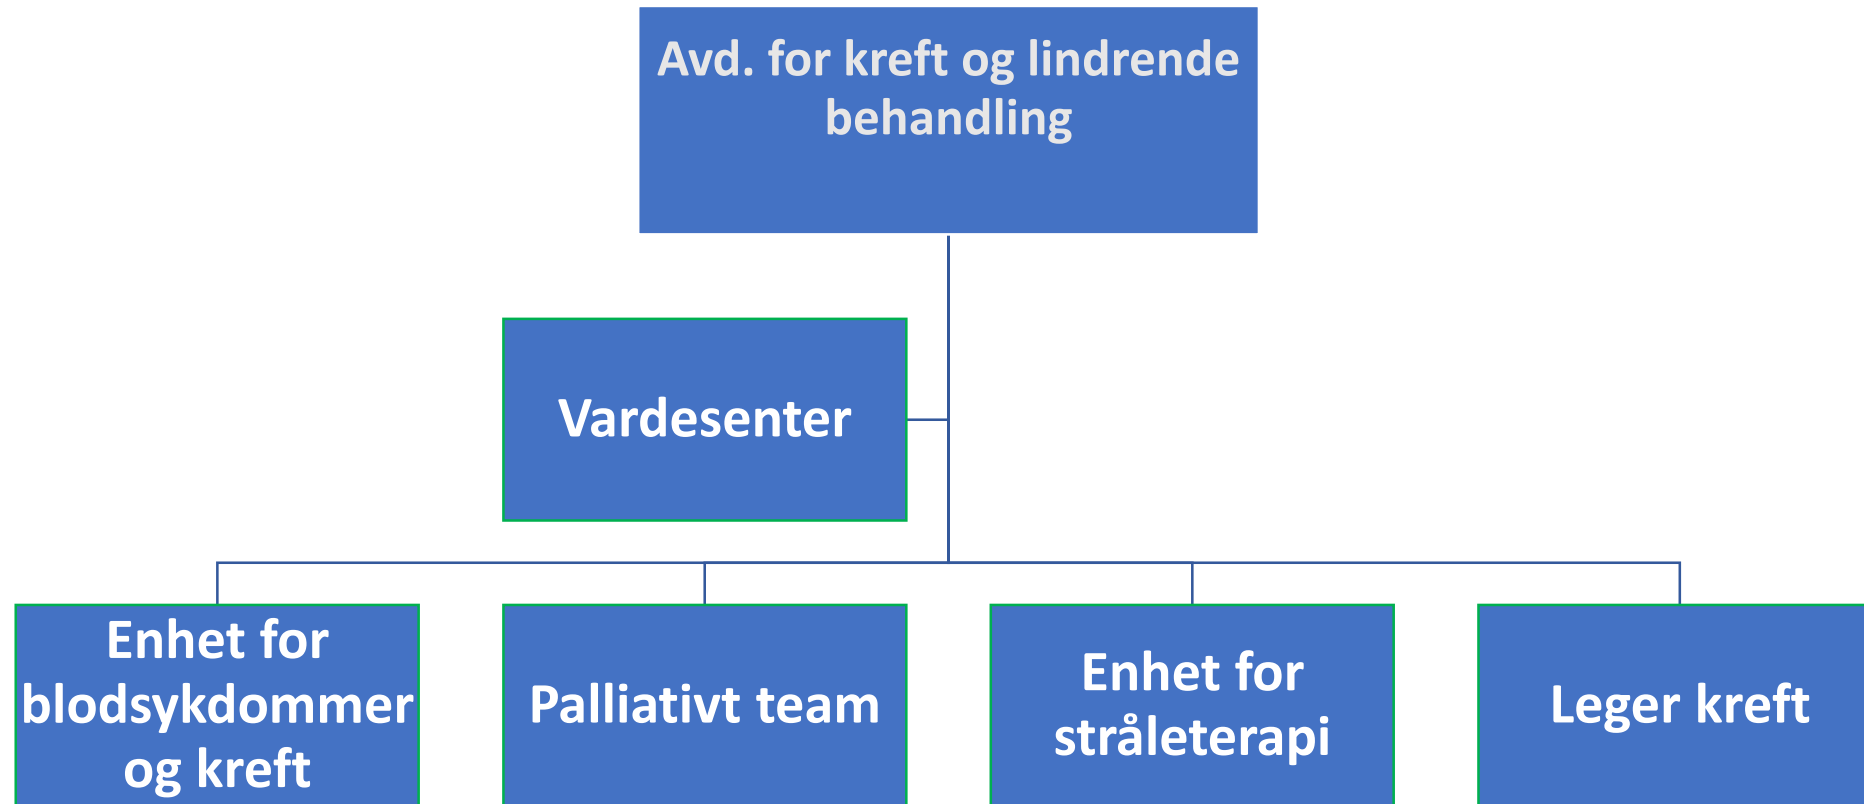 Avd. for kreft og lindrende
behandling
Vardesenter
Enhet for
blodsykdommer
og kreft
Palliativt team
Enhet for
stråleterapi
Leger kreft